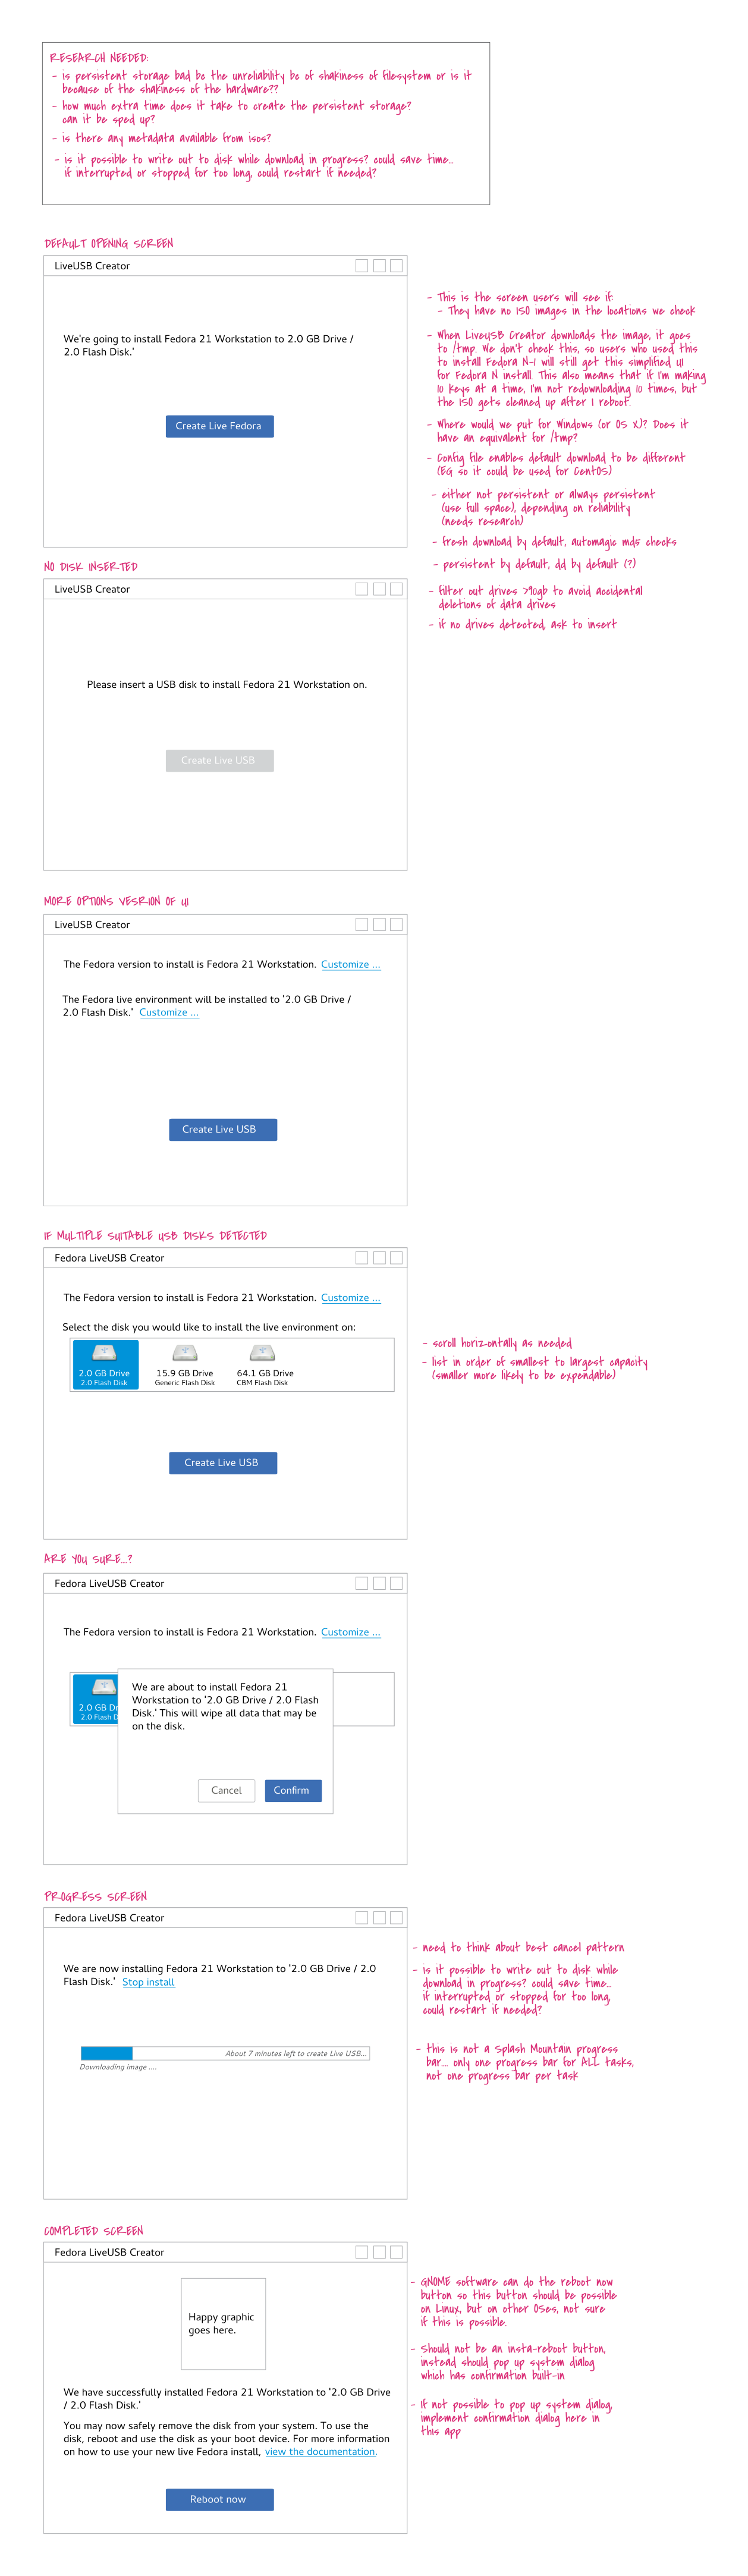 RESEARCH NEEDED:
- is persistent storage bad bc the unreliability bc of shakiness of filesystem or is it
because of the shakiness of the hardware??
- how much extra time does it take to create the persistent storage?
can it be sped up?
- is there any metadata available from isos?
- is it possible to write out to disk while download in progress? could save time...
if interrupted or stopped for too long, could restart if needed?
DEFAULT OPENING SCREEN
LiveUSB Creator
We're going to install Fedora 21 Workstation to 2.0 GB Drive /
2.0 Flash Disk.'
Create Live Fedora
- This is the screen users will see if:
- They have no ISO images in the locations we check
- When LiveUSB Creator downloads the image, it goes
to /tmp. We don't check this, so users who used this
to install Fedora N-1 will still get this simplified UI
for Fedora N install. This also means that if I'm making
10 keys at a time, I'm not redownloading 10 times, but
the ISO gets cleaned up after 1 reboot.
- Where would we put for Windows (or OS X)? Does it
have an equivalent for /tmp?
- Config file enables default download to be different
(EG so it could be used for CentOS)
- either not persistent or always persistent
(use full space), depending on reliability
(needs research)
- fresh download by default, automagic md5 checks
- persistent by default, dd by default (?)
- filter out drives >90gb to avoid accidental
deletions of data drives
- if no drives detected, ask to insert
NO DISK INSERTED
LiveUSB Creator
Please insert a USB disk to install Fedora 21 Workstation on.
Create Live USB
MORE OPTIONS VESRION OF UI
LiveUSB Creator
The Fedora version to install is Fedora 21 Workstation. Customize ...
The Fedora live environment will be installed to '2.0 GB Drive /
2.0 Flash Disk.' Customize ...
Create Live USB
IF MULTIPLE SUITABLE USB DISKS DETECTED
Fedora LiveUSB Creator
The Fedora version to install is Fedora 21 Workstation. Customize ...
Select the disk you would like to install the live environment on:
2.0 GB Drive 15.9 GB Drive 64.1 GB Drive
2.0 Flash Disk Generic Flash Disk CBM Flash Disk
Create Live USB
- scroll horizontally as needed
- list in order of smallest to largest capacity
(smaller more likely to be expendable)
ARE YOU SURE...?
Fedora LiveUSB Creator
The Fedora version to install is Fedora 21 Workstation. Customize ...
2.0 GB Dr
2.0 Flash D
We are about to install Fedora 21
Workstation to '2.0 GB Drive / 2.0 Flash
Disk.' This will wipe all data that may be
on the disk.
Cancel Confirm
PROGRESS SCREEN
Fedora LiveUSB Creator
We are now installing Fedora 21 Workstation to '2.0 GB Drive / 2.0
Flash Disk.' Stop install
About 7 minutes left to create Live USB...
Downloading image ....
- need to think about best cancel pattern
- is it possible to write out to disk while
download in progress? could save time...
if interrupted or stopped for too long,
could restart if needed?
- this is not a Splash Mountain progress
bar... only one progress bar for ALL tasks,
not one progress bar per task
COMPLETED SCREEN
Fedora LiveUSB Creator
Happy graphic
goes here.
We have successfully installed Fedora 21 Workstation to '2.0 GB Drive
/ 2.0 Flash Disk.'
You may now safely remove the disk from your system. To use the
disk, reboot and use the disk as your boot device. For more information
on how to use your new live Fedora install, view the documentation.
Reboot now
- GNOME software can do the reboot now
button so this button should be possible
on Linux, but on other OSes, not sure
if this is possible.
- Should not be an insta-reboot button,
instead should pop up system dialog
which has confirmation built-in
- If not possible to pop up system dialog,
implement confirmation dialog here in
this app